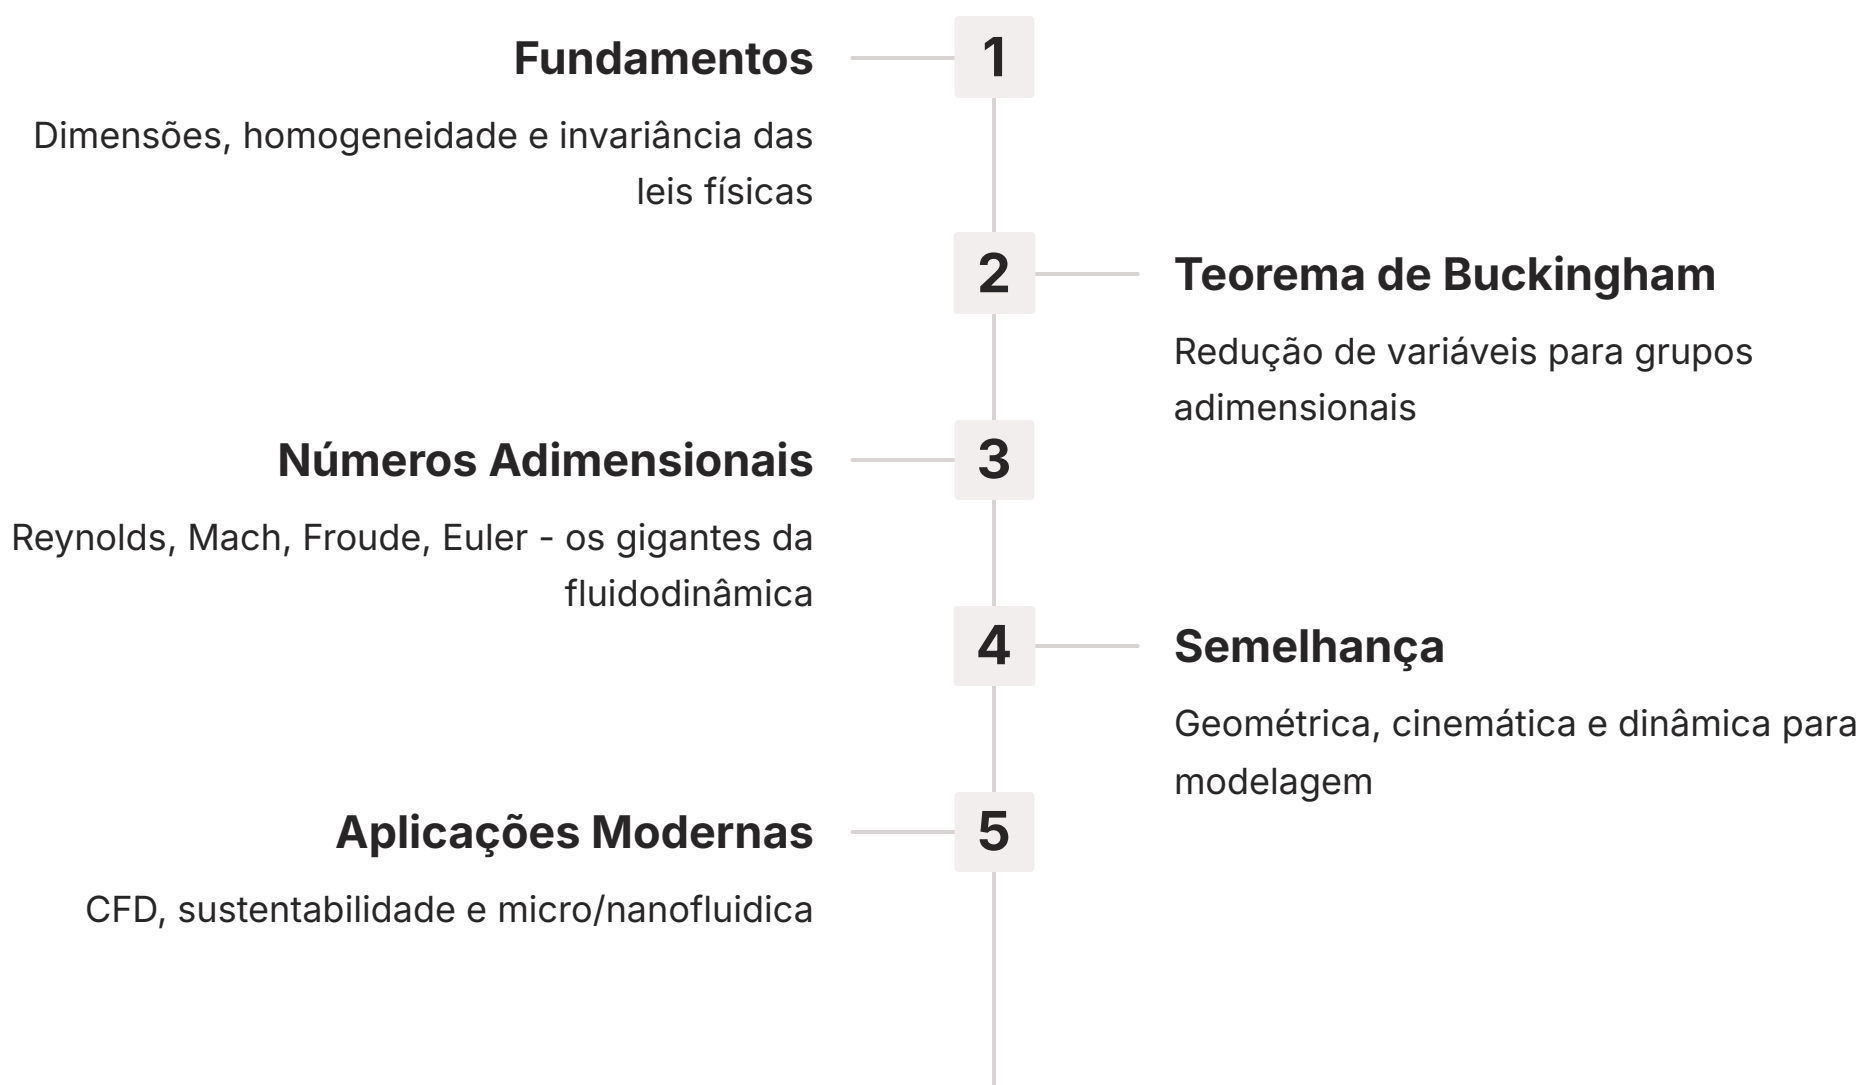 1
Fundamentos
Dimensões, homogeneidade e invariância das
leis físicas
2
Teorema de Buckingham
Redução de variáveis para grupos
adimensionais
3
Números Adimensionais
Reynolds, Mach, Froude, Euler - os gigantes da
fluidodinâmica
4
Semelhança
Geométrica, cinemática e dinâmica para
modelagem
5
Aplicações Modernas
CFD, sustentabilidade e micro/nanofluidica